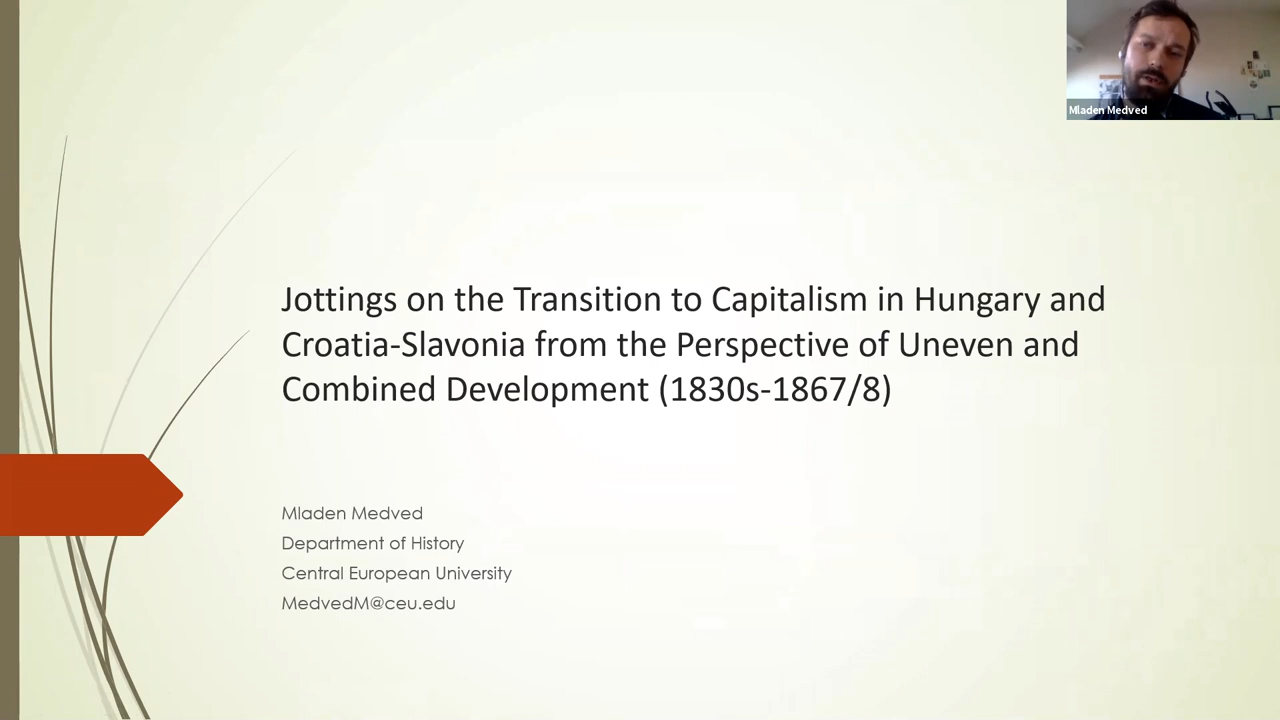 Mladen Medved
Jottings on the Transition to Capitalism in Hungary and
Croatia-Slavonia from the Perspective of Uneven and
Combined Development (1830s-1867/8)
Mladen Medved
Department of History
Central European University
MedvedM@ceu.edu